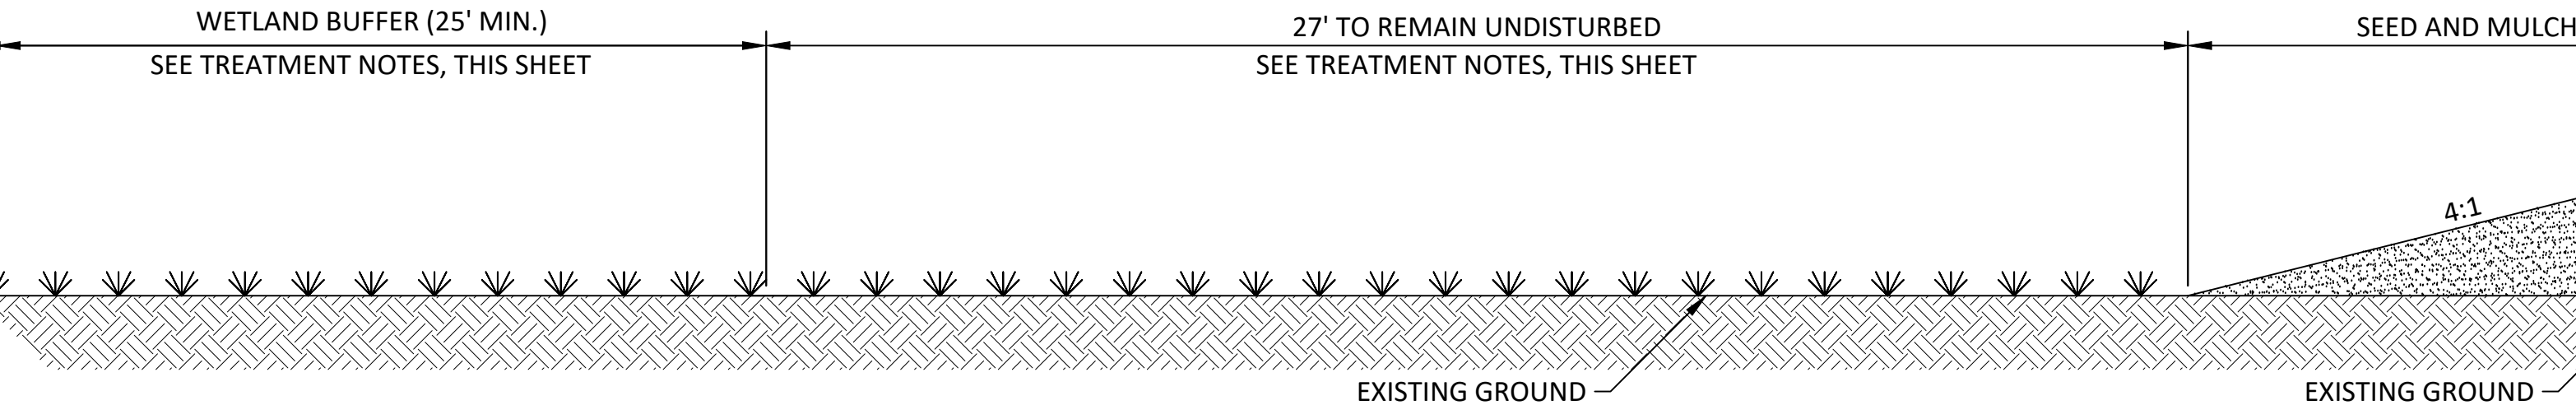 WETLAND BUFFER (25' MIN.)
SEE TREATMENT NOTES, THIS SHEET
27' TO REMAIN UNDISTURBED
SEE TREATMENT NOTES, THIS SHEET
SEED AND MULCH
4:1
EXISTING GROUND
EXISTING GROUND